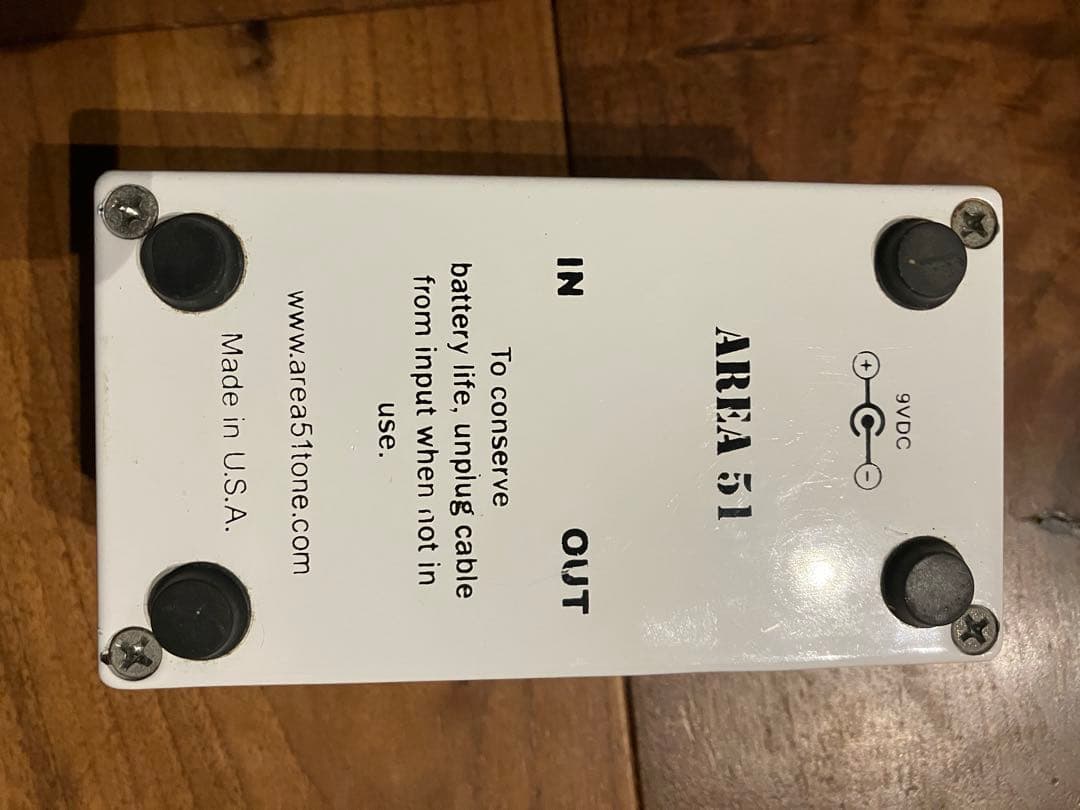 9VDC
+ -
AREA 51
IN OUT
To conserve
battery life, unplug cable
from input when not in
use.
www.area51tone.com
Made in U.S.A.